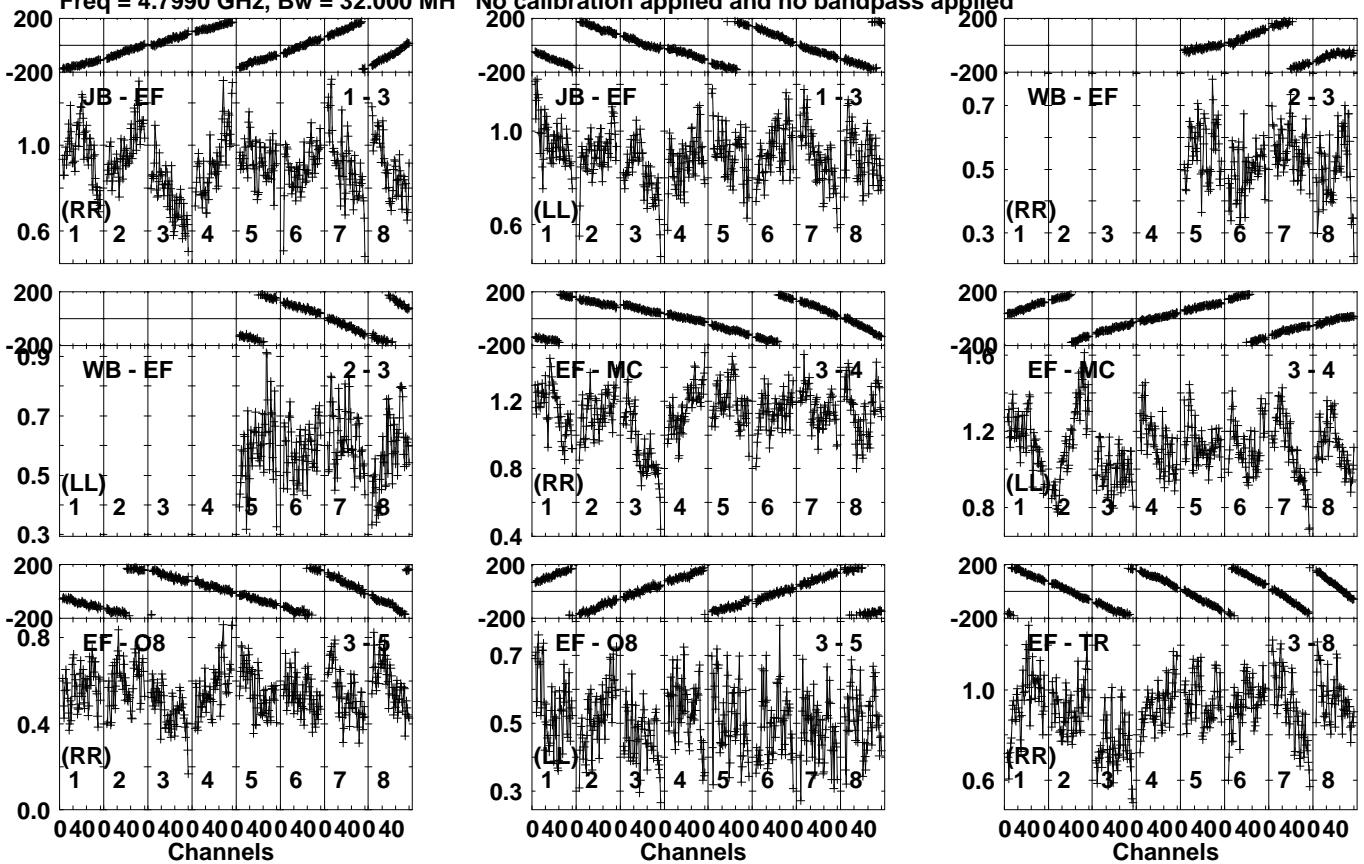 Freq = 4.7990 GHz, Bw = 32.000 MH No calibration applied and no bandpass applied
200
-200
JB - EF 1 - 3
1.0
0.6
(RR)
1 2 3 4 5 6 7 8
200
-200
JB - EF 1 - 3
1.0
0.6
(LL)
1 2 3 4 5 6 7 8
200
-200
WB - EF 2 - 3
0.7
0.5
0.3
(RR)
1 2 3 4 5 6 7 8
200
-200
0.9
WB - EF 2 - 3
0.7
0.5
0.3
(LL)
1 2 3 4 5 6 7 8
200
-200
EF - MC 3 - 4
1.2
0.8
0.4
(RR)
1 2 3 4 5 6 7 8
200
-200
1.6
EF - MC 3 - 4
1.2
0.8
(LL)
1 2 3 4 5 6 7 8
200
-200
0.8
EF - O8 3 - 5
0.4
0.0
(RR)
1 2 3 4 5 6 7 8
0 40 0 40 0 40 0 40 0 40 0 40 0 40 0 40
Channels
200
-200
0.7
EF - O8 3 - 5
0.5
0.3
(LL)
1 2 3 4 5 6 7 8
0 40 0 40 0 40 0 40 0 40 0 40 0 40 0 40
Channels
200
-200
EF - TR 3 - 8
1.0
0.6
(RR)
1 2 3 4 5 6 7 8
0 40 0 40 0 40 0 40 0 40 0 40 0 40 0 40
Channels